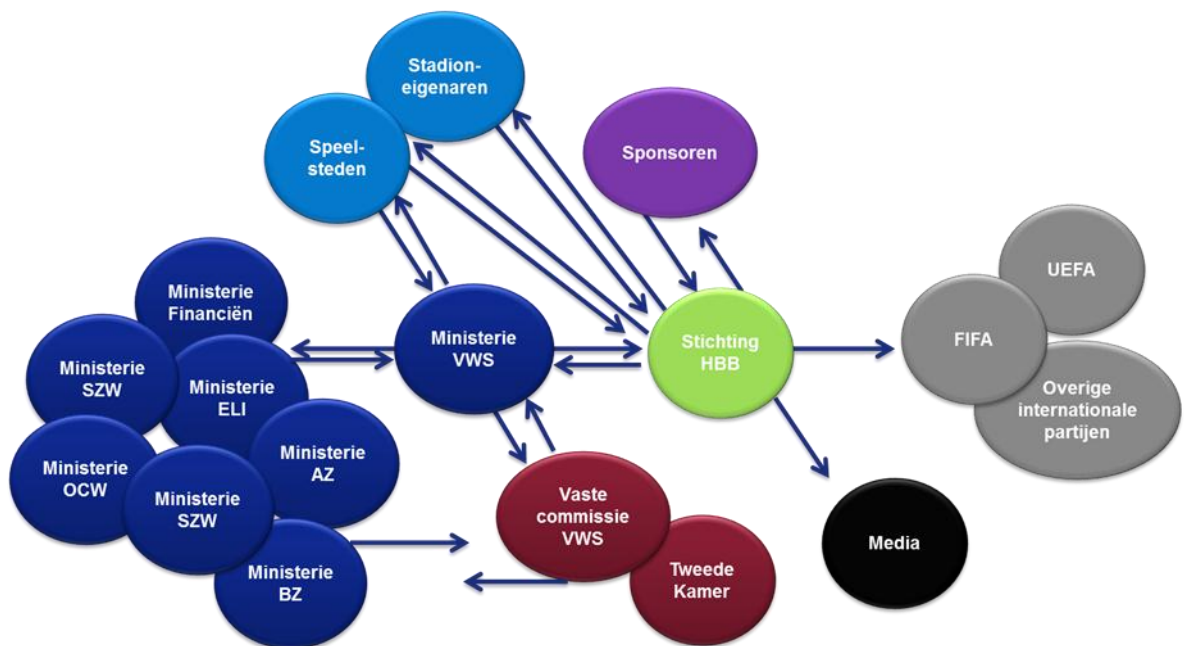 Stadion-
eigenaren
Speel-
steden
Sponsoren
UEFA
FIFA
Overige
internationale
partijen
Ministerie
Financiën
Ministerie
SZW
Ministerie
ELI
Ministerie
VWS
Stichting
HBB
Ministerie
OCW
Ministerie
SZW
Ministerie
AZ
Ministerie
BZ
Vaste
commissie
VWS
Tweede
Kamer
Media